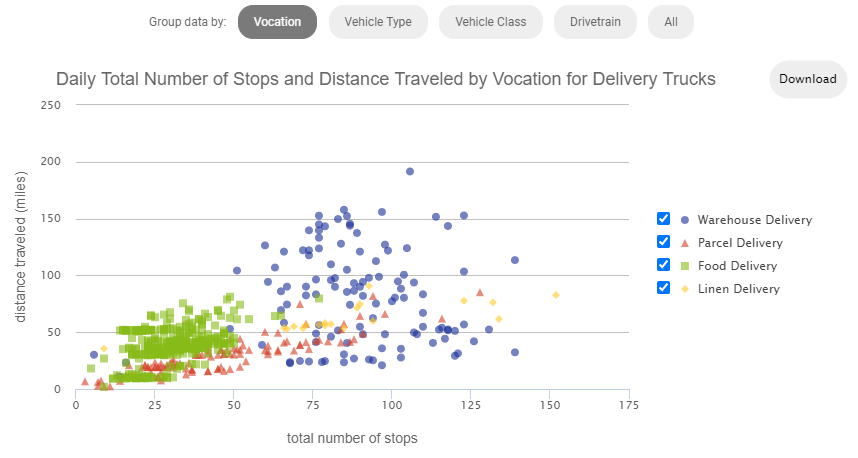 Group data by: Vocation Vehicle Type Vehicle Class Drivetrain All
Daily Total Number of Stops and Distance Traveled by Vocation for Delivery Trucks
Download
distance traveled (miles)
250
200
150
100
50
0
0 25 50 75 100 125 150 175
total number of stops
Warehouse Delivery
Parcel Delivery
Food Delivery
Linen Delivery